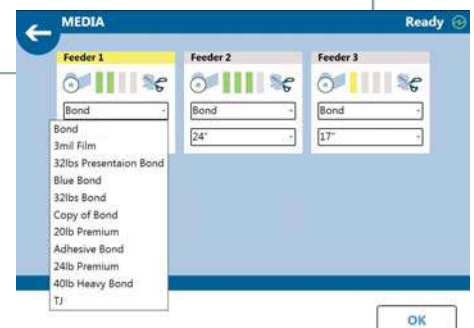 MEDIA
Ready
Feeder 1
Feeder 2
Feeder 3
Bond
Bond
Bond
24"
17"
Bond
3mil Film
32lbs Presentaion Bond
Blue Bond
32lbs Bond
Copy of Bond
20lb Premium
Adhesive Bond
24lb Premium
40lb Heavy Bond
TJ
OK